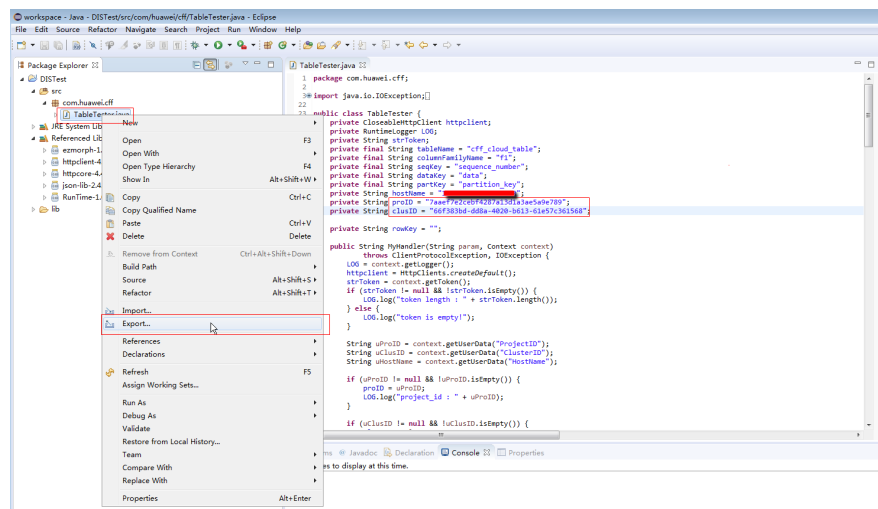 workspace - Java - DISTest/src/com/huawei/cff/TableTester.java - Eclipse
File Edit Source Refactor Navigate Search Project Run Window Help
Package Explorer
DISTest
src
com.huawei.cff
TableTester.java
JRE System Lib
Referenced Lib
ezmorph-1.
httpclient-4
httpcore-4.
json-lib-2.4
RunTime-1.
lib
New
Open F3
Open With
Open Type Hierarchy F4
Show In Alt+Shift+W
Copy Ctrl+C
Copy Qualified Name
Paste Ctrl+V
Delete Delete
Remove from Context Ctrl+Alt+Shift+Down
Build Path
Source Alt+Shift+S
Refactor Alt+Shift+T
Import...
Export...
References
Declarations
Refresh F5
Assign Working Sets...
Run As
Debug As
Validate
Restore from Local History...
Team
Compare With
Replace With
Properties Alt+Enter
TableTester.java
1 package com.huawei.cff;
2
3 import java.io.IOException;
22
23 public class TableTester {
private CloseableHttpClient httpclient;
private RuntimeLogger LOG;
private String strToken;
private final String tableName = "cff_cloud_table";
private final String columnFamilyName = "f1";
private final String seqKey = "sequence_number";
private final String dataKey = "data";
private final String partKey = "partition_key";
private String hostName = "
private String proID = "7aaef7e2cebf4287a13d1a3ae5a9e789";
private String clusID = "66f383bd-dd8a-4020-b613-61e57c361568";
private String rowKey = "";
public String MyHandler(String param, Context context)
throws ClientProtocolException, IOException {
LOG = context.getLogger();
httpclient = HttpClients.createDefault();
strToken = context.getToken();
if (strToken != null && !strToken.isEmpty()) {
LOG.log("token length : " + strToken.length());
} else {
LOG.log("token is empty!");
}
String uProID = context.getUserData("ProjectID");
String uClusID = context.getUserData("ClusterID");
String uHostName = context.getUserData("HostName");
if (uProID != null && !uProID.isEmpty()) {
proID = uProID;
LOG.log("project_id : " + uProID);
}
if (uClusID != null && !uClusID.isEmpty()) {
ms Javadoc Declaration Console Properties
es to display at this time.